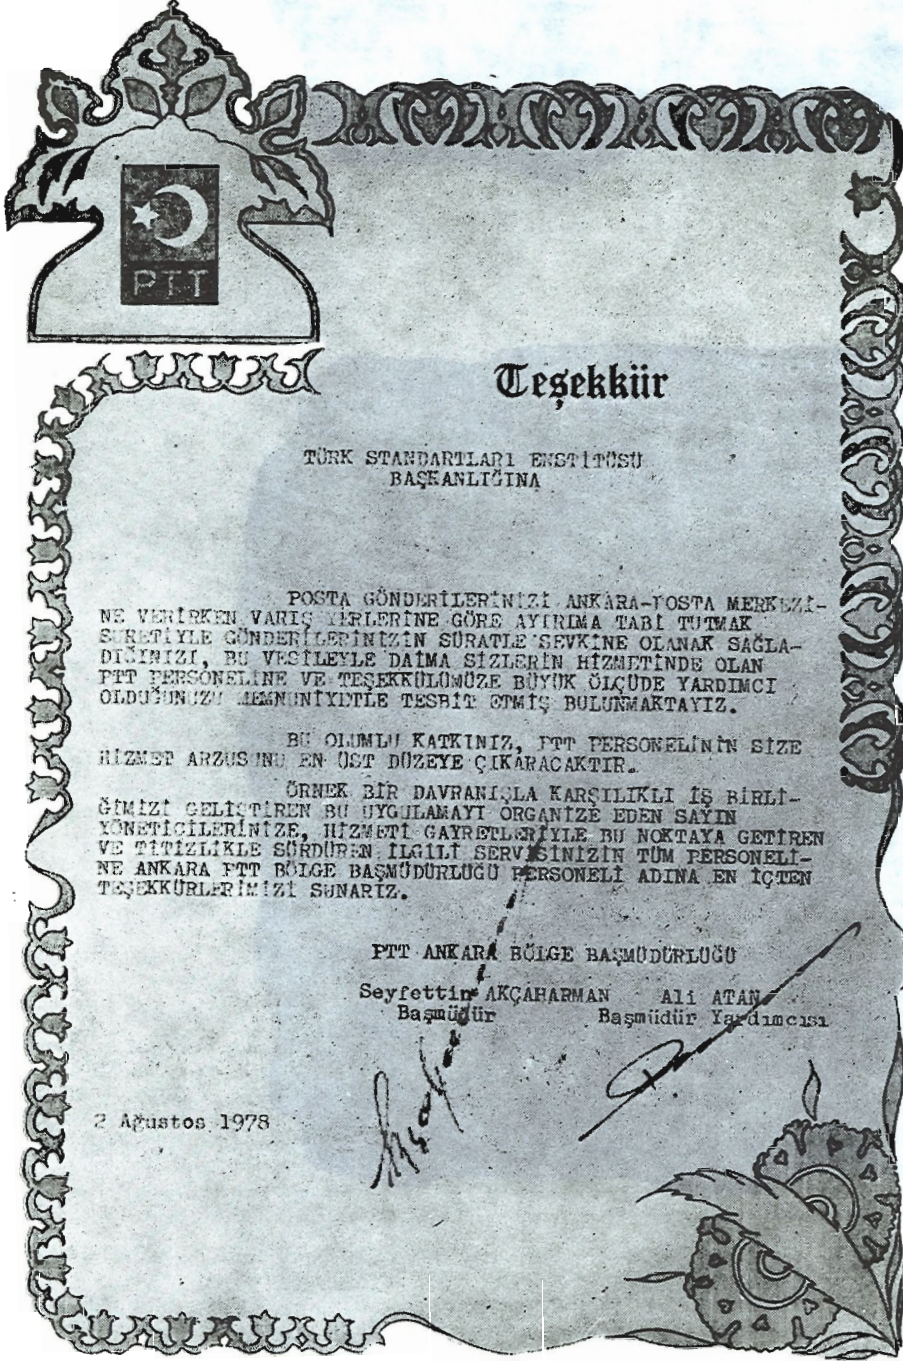 PTT
Teşekkür
TÜRK STANDARTLARI ENSTİTÜSÜ
BAŞKANLIĞINA
POSTA GÖNDERİLERİNİZİ ANKARA-POSTA MERKEZİ-
NE VERİRKEN VARIŞ YERLERİNE GÖRE AYIRIMA TABİ TUTMAK
SURETİYLE GÖNDERİLERİNİZİN SÜRATLE SEVKİNE OLANAK SAĞLA-
DIĞINIZI, BU VESİLEYLE DAİMA SİZLERİN HİZMETİNDE OLAN
PTT PERSONELİNE VE TEŞEKKÜLÜMÜZE BÜYÜK ÖLÇÜDE YARDIMCI
OLDUĞUNUZU MEMNUNİYETLE TESBİT ETMİŞ BULUNMAKTAYIZ.
BU OLUMLU KATKINIZ, PTT PERSONELİNİN SİZE
HİZMET ARZUSUNU EN ÜST DÜZEYE ÇIKARACAKTIR.
ÖRNEK BİR DAVRANIŞLA KARŞILIKLI İŞ BİRLİ-
ĞİMİZİ GELİŞTİREN BU UYGULAMAYI ORGANİZE EDEN SAYIN
YÖNETİCİLERİNİZE, HİZMETİ GAYRETLERİYLE BU NOKTAYA GETİREN
VE TİTİZLİKLE SÜRDÜREN İLGİLİ SERVİSİNİZİN TÜM PERSONELİ-
NE ANKARA PTT BÖLGE BAŞMÜDÜRLÜĞÜ PERSONELİ ADINA EN İÇTEN
TEŞEKKÜRLERİMİZİ SUNARIZ.
PTT ANKARA BÖLGE BAŞMÜDÜRLÜĞÜ
Seyfettin AKÇAHARMAN Ali ATAN
Başmüdür Başmüdür Yardımcısı
2 Ağustos 1978